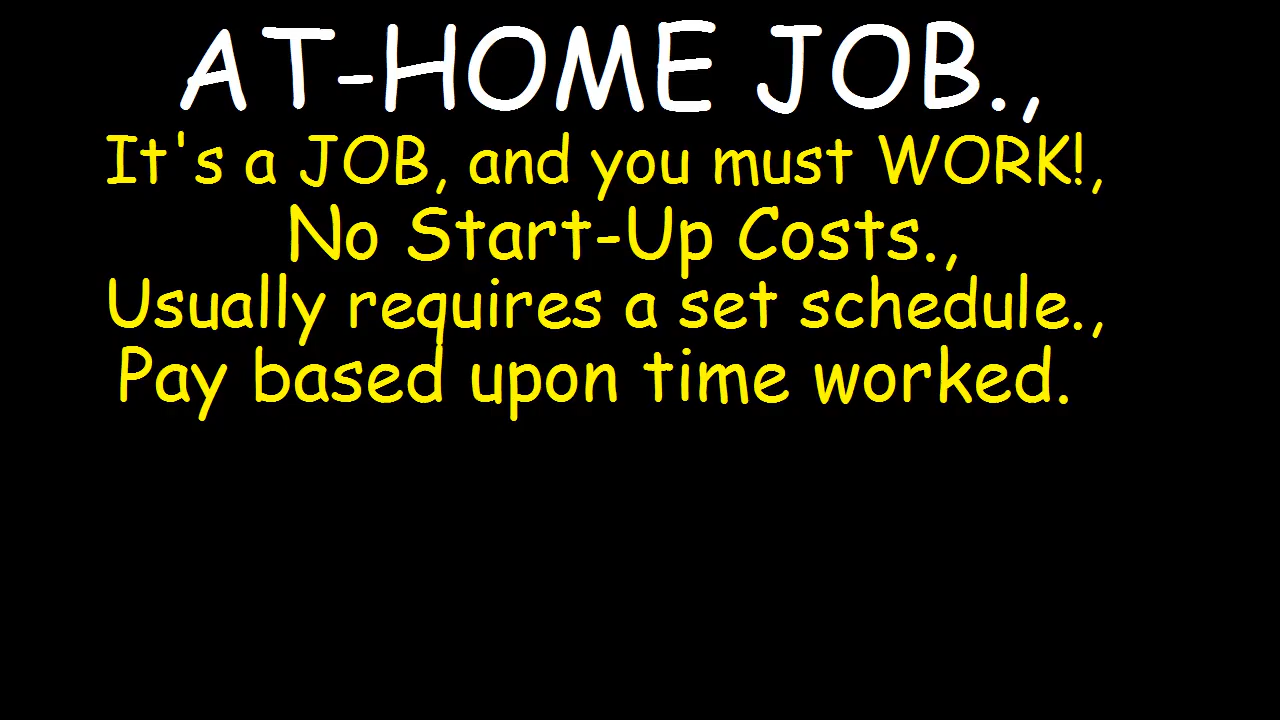 AT-HOME JOB.,
It's a JOB, and you must WORK!,
No Start-Up Costs.,
Usually requires a set schedule.,
Pay based upon time worked.